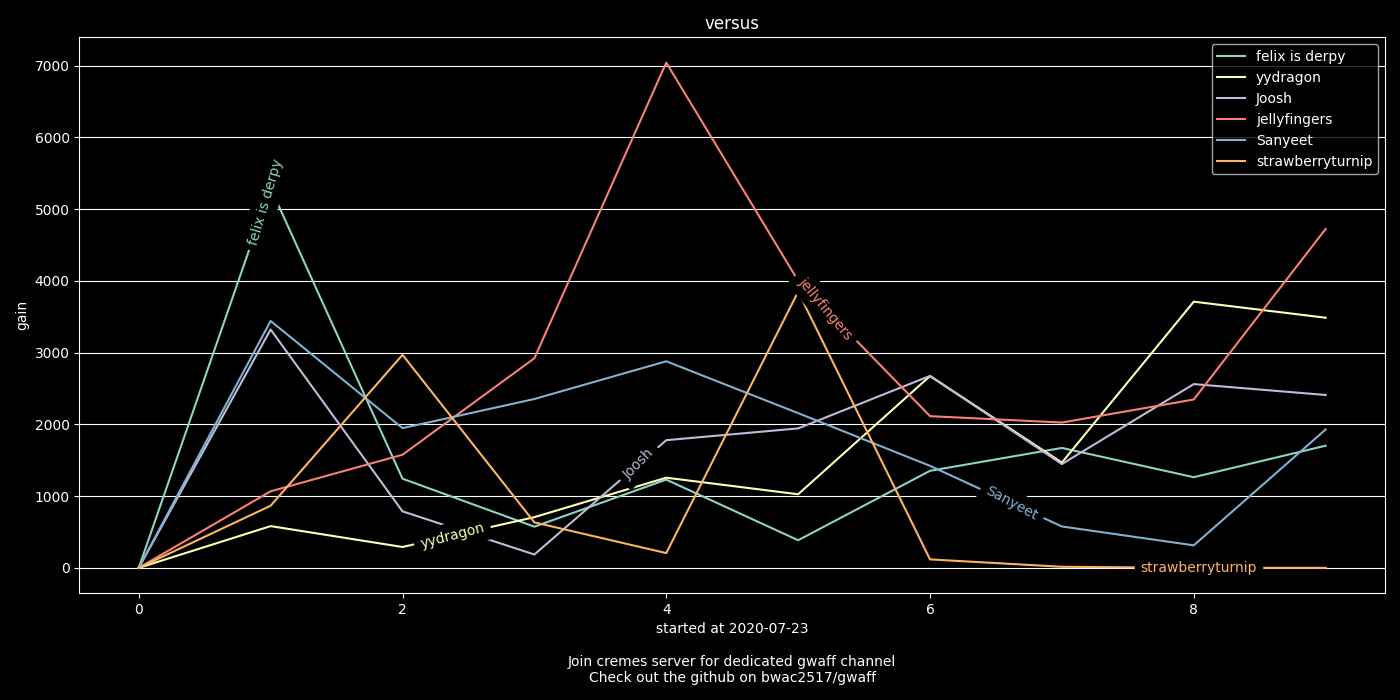 versus
7000
6000
5000
4000
3000
2000
1000
0
gain
felix is derpy
yydragon
Joosh
jellyfingers
Sanyeet
strawberryturnip
felix is derpy
yydragon
Joosh
jellyfingers
Sanyeet
strawberryturnip
0 2 4 6 8
started at 2020-07-23
Join cremes server for dedicated gwaff channel
Check out the github on bwac2517/gwaff